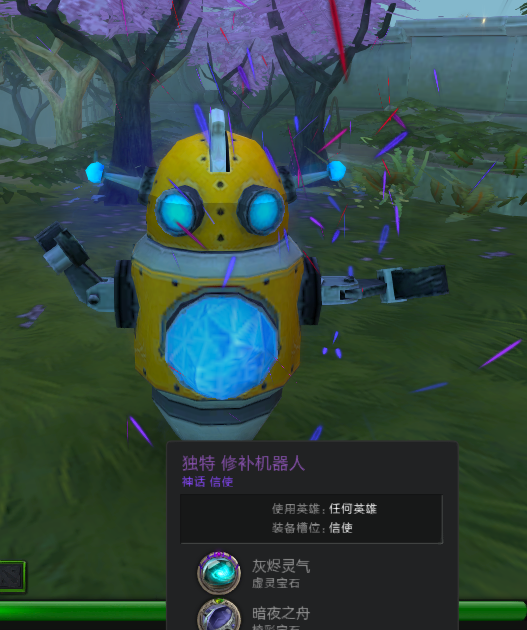 独特 修补机器人
神话 信使
使用英雄：任何英雄
装备槽位：信使
灰烬灵气
虚灵宝石
暗夜之舟